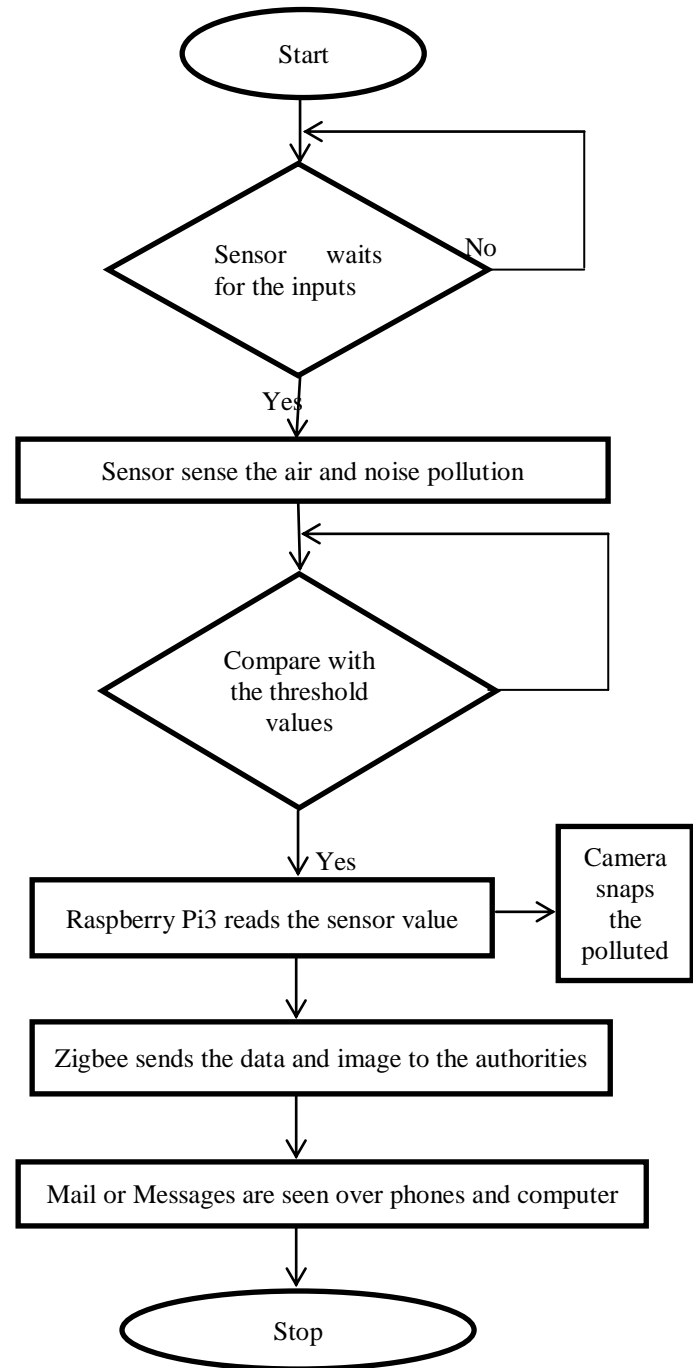 Start
Sensor waits
for the inputs
No
Yes
Sensor sense the air and noise pollution
Compare with
the threshold
values
Yes
Raspberry Pi3 reads the sensor value
Camera
snaps
the
polluted
Zigbee sends the data and image to the authorities
Mail or Messages are seen over phones and computer
Stop